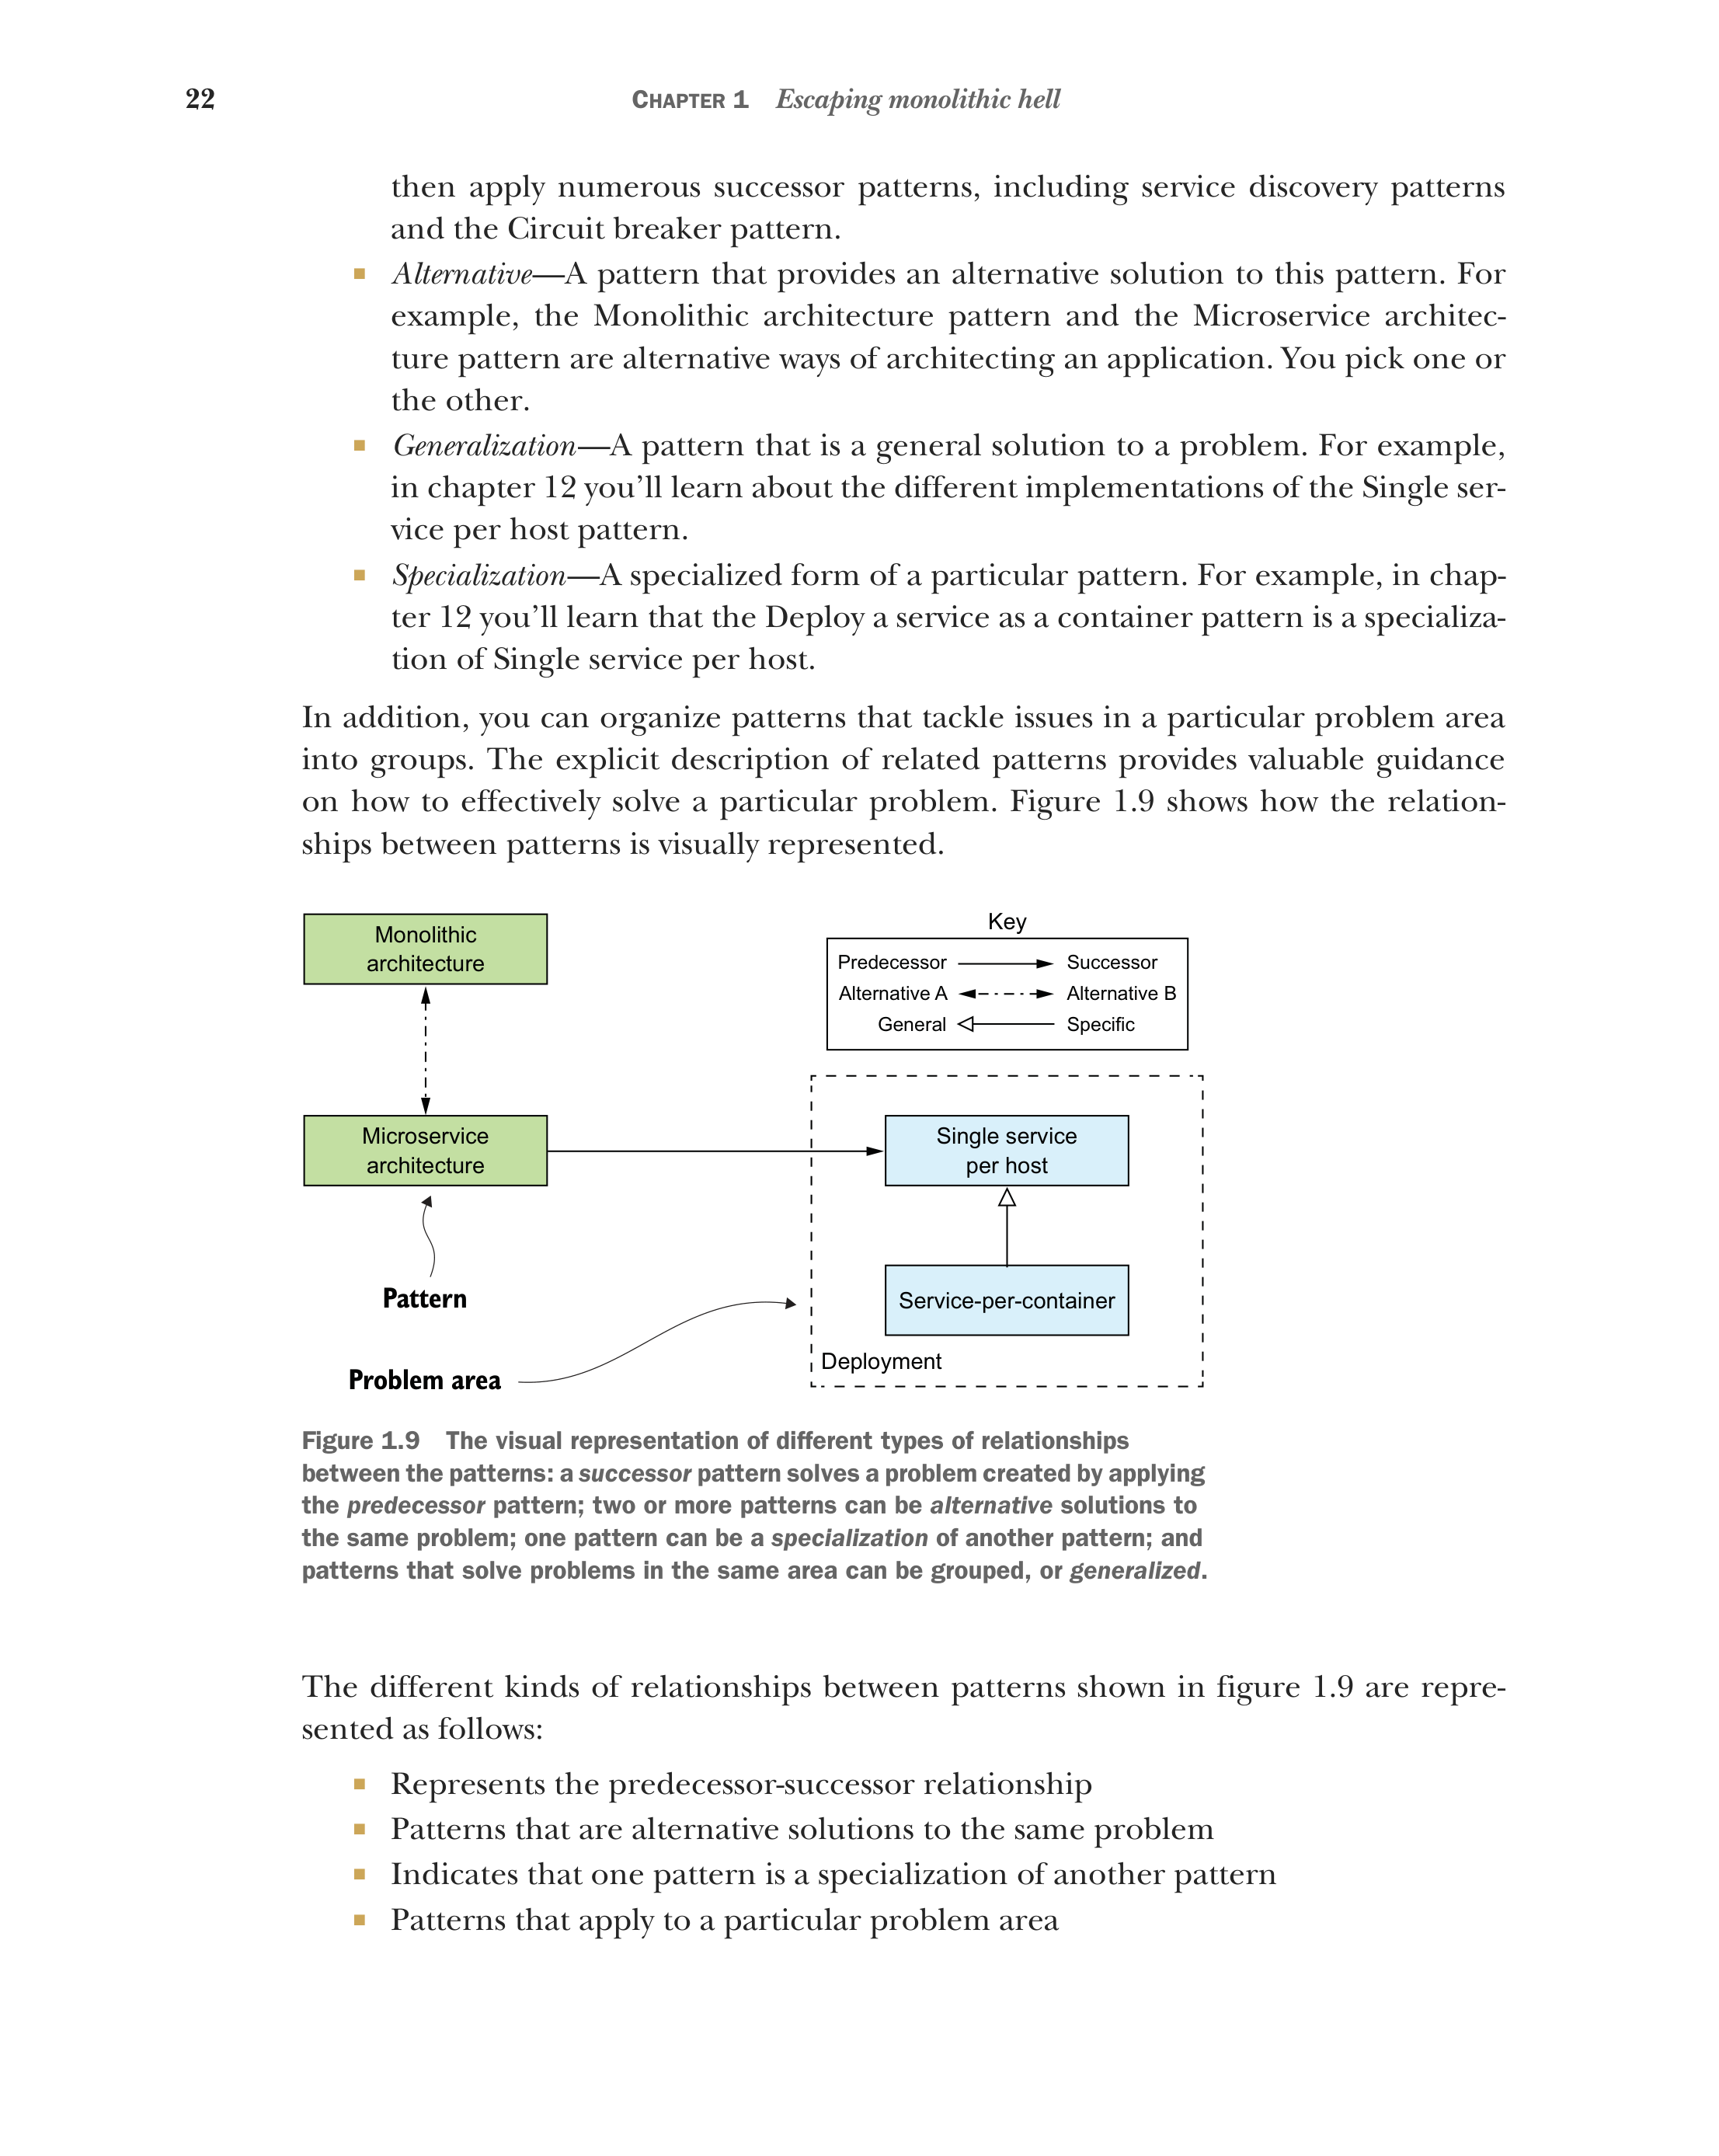 22
CHAPTER 1 Escaping monolithic hell
then apply numerous successor patterns, including service discovery patterns
and the Circuit breaker pattern.
■ Alternative—A pattern that provides an alternative solution to this pattern. For
example, the Monolithic architecture pattern and the Microservice architec-
ture pattern are alternative ways of architecting an application. You pick one or
the other.
■ Generalization—A pattern that is a general solution to a problem. For example,
in chapter 12 you’ll learn about the different implementations of the Single ser-
vice per host pattern.
■ Specialization—A specialized form of a particular pattern. For example, in chap-
ter 12 you’ll learn that the Deploy a service as a container pattern is a specializa-
tion of Single service per host.
In addition, you can organize patterns that tackle issues in a particular problem area
into groups. The explicit description of related patterns provides valuable guidance
on how to effectively solve a particular problem. Figure 1.9 shows how the relation-
ships between patterns is visually represented.
Monolithic
architecture
Key
Predecessor Successor
Alternative A Alternative B
General Specific
Microservice
architecture
Single service
per host
Pattern
Service-per-container
Deployment
Problem area
Figure 1.9 The visual representation of different types of relationships
between the patterns: a successor pattern solves a problem created by applying
the predecessor pattern; two or more patterns can be alternative solutions to
the same problem; one pattern can be a specialization of another pattern; and
patterns that solve problems in the same area can be grouped, or generalized.
The different kinds of relationships between patterns shown in figure 1.9 are repre-
sented as follows:
■ Represents the predecessor-successor relationship
■ Patterns that are alternative solutions to the same problem
■ Indicates that one pattern is a specialization of another pattern
■ Patterns that apply to a particular problem area